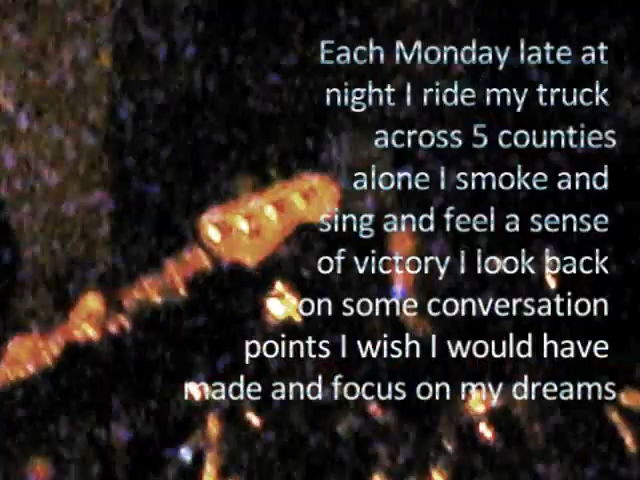 Each Monday late at
night I ride my truck
across 5 counties
alone I smoke and
sing and feel a sense
of victory I look back
on some conversation
points I wish I would have
made and focus on my dreams